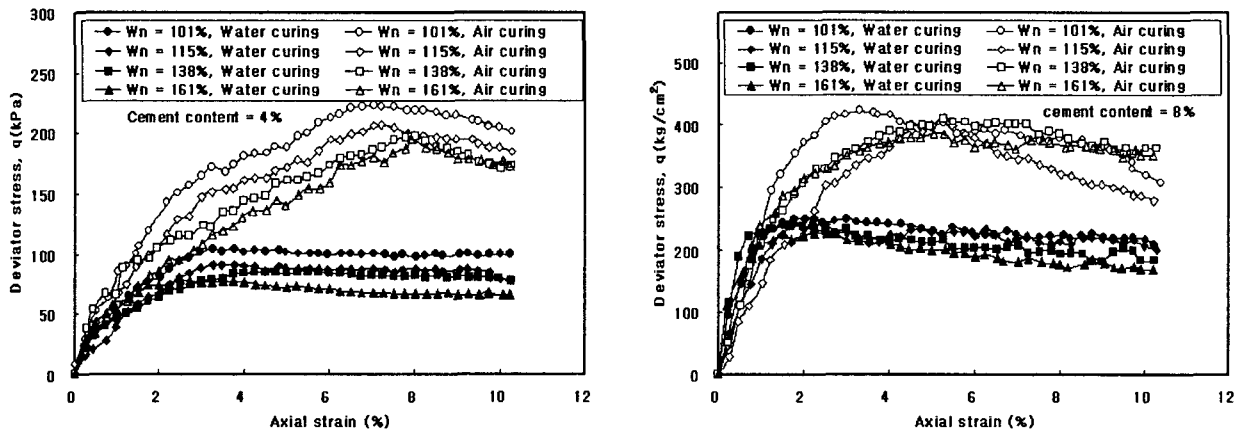 300
250
200
150
100
50
0
Deviator stress, q(kPa)
Wn = 101%, Water curing
Wn = 115%, Water curing
Wn = 138%, Water curing
Wn = 161%, Water curing
Wn = 101%, Air curing
Wn = 115%, Air curing
Wn = 138%, Air curing
Wn = 161%, Air curing
Cement content = 4%
0 2 4 6 8 10 12
Axial strain (%)
500
400
300
200
100
0
Deviator stress, q(kg/cm²)
Wn = 101%, Water curing
Wn = 115%, Water curing
Wn = 138%, Water curing
Wn = 161%, Water curing
Wn = 101%, Air curing
Wn = 115%, Air curing
Wn = 138%, Air curing
Wn = 161%, Air curing
cement content = 8%
0 2 4 6 8 10 12
Axial strain (%)